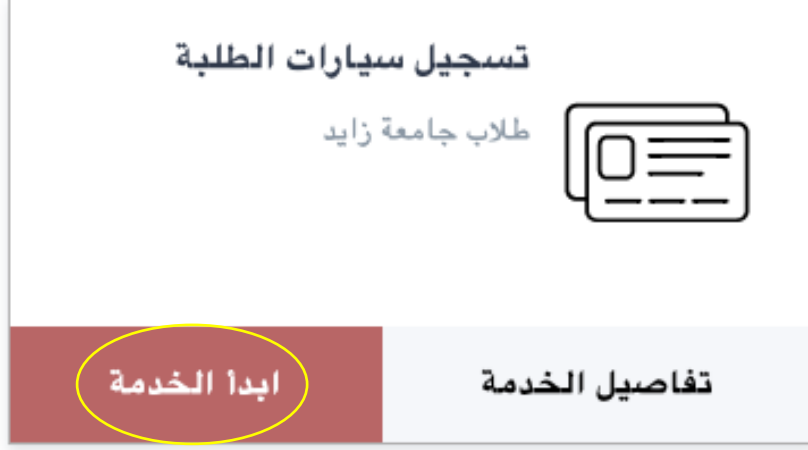 تسجيل سيارات الطلبة
طلاب جامعة زايد
تفاصيل الخدمة
ابدأ الخدمة